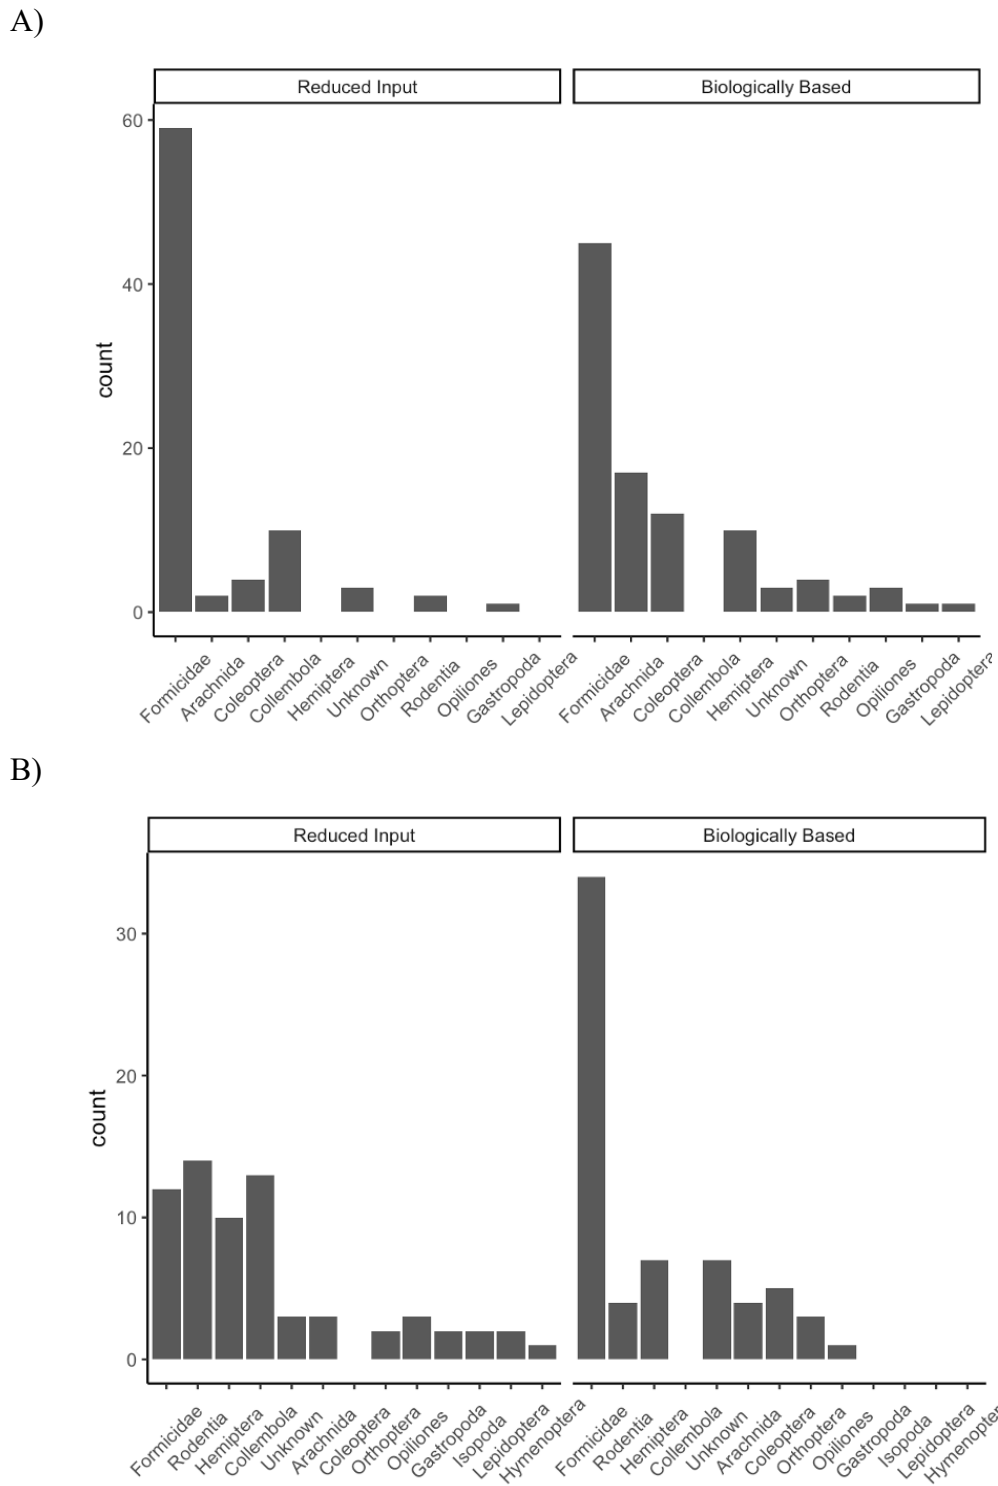 A)
Reduced Input Biologically Based
60
40
20
0
count
Formicidae Arachnida Coleoptera Collembola Hemiptera Unknown Orthoptera Rodentia Opiliones Gastropoda Lepidoptera Formicidae Arachnida Coleoptera Collembola Hemiptera Unknown Orthoptera Rodentia Opiliones Gastropoda Lepidoptera
B)
Reduced Input Biologically Based
30
20
10
0
count
Formicidae Rodentia Hemiptera Collembola Unknown Arachnida Coleoptera Orthoptera Opiliones Gastropoda Isopoda Lepidoptera Hymenoptera Formicidae Rodentia Hemiptera Collembola Unknown Arachnida Coleoptera Orthoptera Opiliones Gastropoda Isopoda Lepidoptera Hymenopter